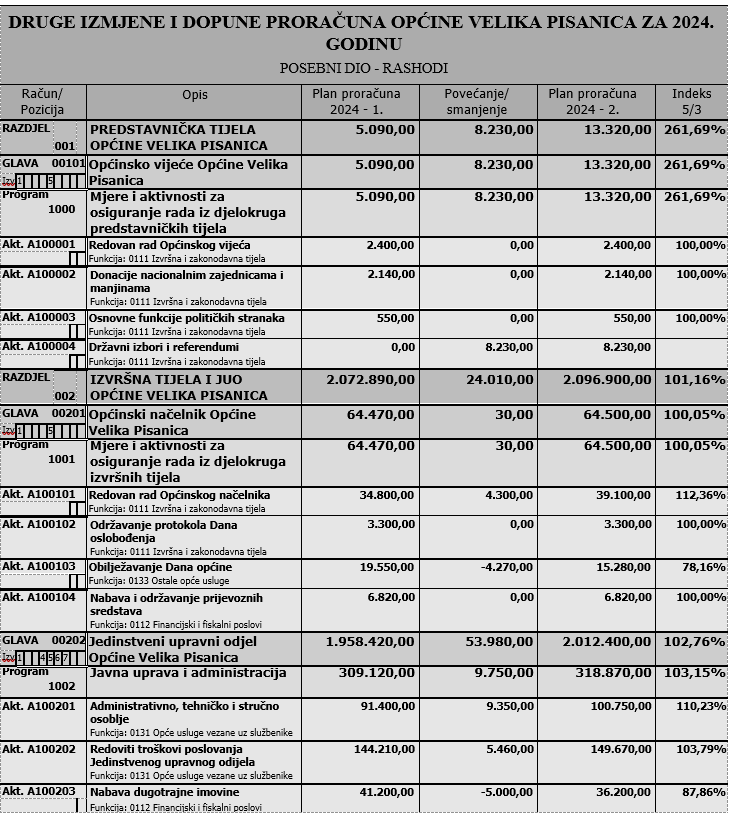 DRUGE IZMJENE I DOPUNE PRORAČUNA OPĆINE VELIKA PISANICA ZA 2024.
GODINU
POSEBNI DIO - RASHODI
Račun/ Pozicija Opis Plan proračuna 2024 - 1. Povećanje/ smanjenje Plan proračuna 2024 - 2. Indeks 5/3
RAZDJEL PREDSTAVNIČKA TIJELA 5.090,00 8.230,00 13.320,00 261,69%
001 OPĆINE VELIKA PISANICA
GLAVA 00101 Općinsko vijeće Općine Velika 5.090,00 8.230,00 13.320,00 261,69%
Izv 1 5 Pisanica
Program Mjere i aktivnosti za 5.090,00 8.230,00 13.320,00 261,69%
1000 osiguranje rada iz djelokruga
predstavničkih tijela
Akt. A100001 Redovan rad Općinskog vijeća 2.400,00 0,00 2.400,00 100,00%
Funkcija: 0111 Izvršna i zakonodavna tijela
Akt. A100002 Donacije nacionalnim zajednicama i 2.140,00 0,00 2.140,00 100,00%
manjinama
Funkcija: 0111 Izvršna i zakonodavna tijela
Akt. A100003 Osnovne funkcije političkih stranaka 550,00 0,00 550,00 100,00%
Funkcija: 0111 Izvršna i zakonodavna tijela
Akt. A100004 Državni izbori i referendumi 0,00 8.230,00 8.230,00
Funkcija: 0111 Izvršna i zakonodavna tijela
RAZDJEL IZVRŠNA TIJELA I JUO 2.072.890,00 24.010,00 2.096.900,00 101,16%
002 OPĆINE VELIKA PISANICA
GLAVA 00201 Općinski načelnik Općine 64.470,00 30,00 64.500,00 100,05%
Izv 1 5 Velika Pisanica
Program Mjere i aktivnosti za 64.470,00 30,00 64.500,00 100,05%
1001 osiguranje rada iz djelokruga
izvršnih tijela
Akt. A100101 Redovan rad Općinskog načelnika 34.800,00 4.300,00 39.100,00 112,36%
Funkcija: 0111 Izvršna i zakonodavna tijela
Akt. A100102 Održavanje protokola Dana 3.300,00 0,00 3.300,00 100,00%
oslobođenja
Funkcija: 0111 Izvršna i zakonodavna tijela
Akt. A100103 Obilježavanje Dana općine 19.550,00 -4.270,00 15.280,00 78,16%
Funkcija: 0133 Ostale opće usluge
Akt. A100104 Nabava i održavanje prijevoznih 6.820,00 0,00 6.820,00 100,00%
sredstava
Funkcija: 0112 Financijski i fiskalni poslovi
GLAVA 00202 Jedinstveni upravni odjel 1.958.420,00 53.980,00 2.012.400,00 102,76%
Izv 1 4 5 6 7 Općine Velika Pisanica
Program Javna uprava i administracija 309.120,00 9.750,00 318.870,00 103,15%
1002
Akt. A100201 Administrativno, tehničko i stručno 91.400,00 9.350,00 100.750,00 110,23%
osoblje
Funkcija: 0131 Opće usluge vezane uz službenike
Akt. A100202 Redoviti troškovi poslovanja 144.210,00 5.460,00 149.670,00 103,79%
Jedinstvenog upravnog odijela
Funkcija: 0131 Opće usluge vezane uz službenike
Akt. A100203 Nabava dugotrajne imovine 41.200,00 -5.000,00 36.200,00 87,86%
Funkcija: 0112 Financijski i fiskalni poslovi